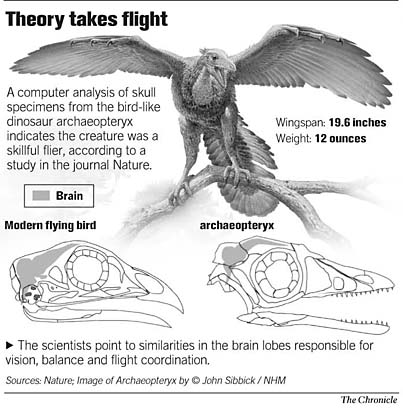 Theory takes flight
A computer analysis of skull
specimens from the bird-like
dinosaur archaeopteryx
indicates the creature was a
skillful flier, according to a
study in the journal Nature.
Wingspan: 19.6 inches
Weight: 12 ounces
Brain
Modern flying bird
archaeopteryx
▶ The scientists point to similarities in the brain lobes responsible for
vision, balance and flight coordination.
Sources: Nature; Image of Archaeopteryx by © John Sibbick / NHM
The Chronicle